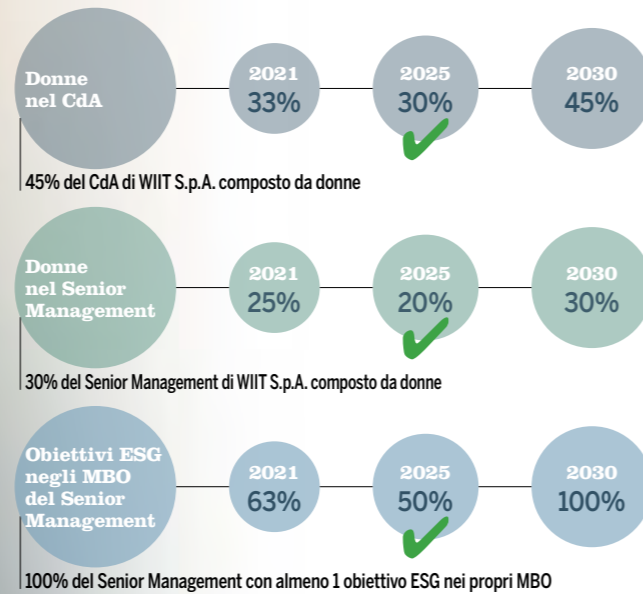 Donne
nel CdA
2021
33%
2025
30%
2030
45%
45% del CdA di WIIT S.p.A. composto da donne
Donne
nel Senior
Management
2021
25%
2025
20%
2030
30%
30% del Senior Management di WIIT S.p.A. composto da donne
Obiettivi ESG
negli MBO
del Senior
Management
2021
63%
2025
50%
2030
100%
100% del Senior Management con almeno 1 obiettivo ESG nei propri MBO